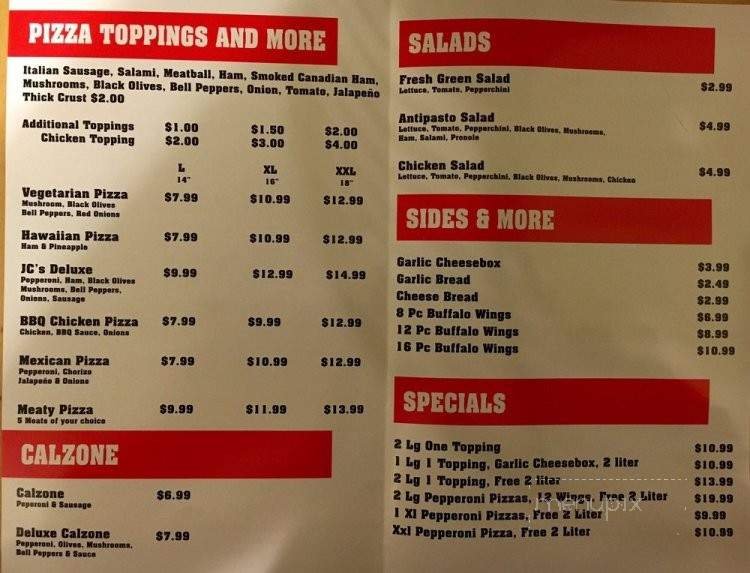 PIZZA TOPPINGS AND MORE
Italian Sausage, Salami, Meatball, Ham, Smoked Canadian Ham,
Mushrooms, Black Olives, Bell Peppers, Onion, Tomato, Jalapeño
Thick Crust $2.00
Additional Toppings $1.00 $1.50 $2.00
Chicken Topping $2.00 $3.00 $4.00
L XL XXL
14" 16" 18"
Vegetarian Pizza $7.99 $10.99 $12.99
Mushroom, Black Olives
Bell Peppers, Red Onions
Hawaiian Pizza $7.99 $10.99 $12.99
Ham & Pineapple
JC's Deluxe $9.99 $12.99 $14.99
Pepperoni, Ham, Black Olives
Mushrooms, Bell Peppers,
Onions, Sausage
BBQ Chicken Pizza $7.99 $9.99 $12.99
Chicken, BBQ Sauce, Onions
Mexican Pizza $7.99 $10.99 $12.99
Pepperoni, Chorizo
Jalapeño & Onions
Meaty Pizza $9.99 $11.99 $13.99
5 Meats of your choice
CALZONE
Calzone $6.99
Peperoni & Sausage
Deluxe Calzone $7.99
Pepperoni, Olives, Mushrooms,
Bell Peppers & Sauce
SALADS
Fresh Green Salad $2.99
Lettuce, Tomato, Pepperchini
Antipasto Salad $4.99
Lettuce, Tomato, Pepperchini, Black Olives, Mushrooms,
Ham, Salami, Pronole
Chicken Salad $4.99
Lettuce, Tomato, Pepperchini, Black Olives, Mushrooms, Chicken
SIDES & MORE
Garlic Cheesebox $3.99
Garlic Bread $2.49
Cheese Bread $2.99
8 Pc Buffalo Wings $6.99
12 Pc Buffalo Wings $8.99
16 Pc Buffalo Wings $10.99
SPECIALS
2 Lg One Topping $10.99
1 Lg 1 Topping, Garlic Cheesebox, 2 liter $10.99
2 Lg 1 Topping, Free 2 liter $13.99
2 Lg Pepperoni Pizzas, 12 Wings, Free 2 Liter $19.99
1 Xl Pepperoni Pizzas, Free 2 Liter $9.99
Xxl Pepperoni Pizza, Free 2 Liter $10.99
menupix